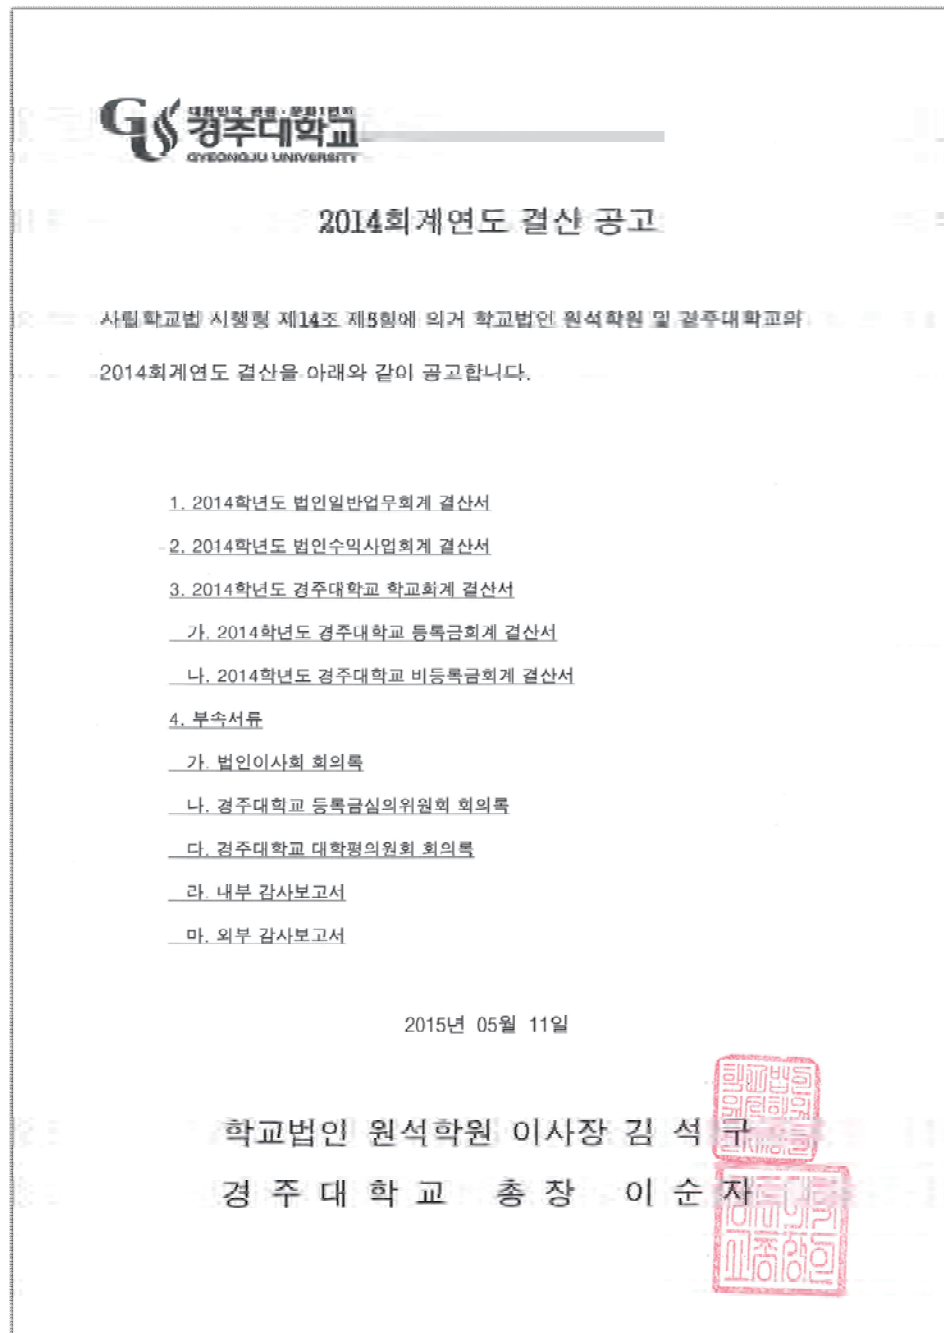 대한민국 관광·문화1번지
경주대학교
GYEONGJU UNIVERSITY
2014회계연도 결산 공고
사립학교법 시행령 제14조 제5항에 의거 학교법인 원석학원 및 경주대학교의
2014회계연도 결산을 아래와 같이 공고합니다.
1. 2014학년도 법인일반업무회계 결산서
2. 2014학년도 법인수익사업회계 결산서
3. 2014학년도 경주대학교 학교회계 결산서
가. 2014학년도 경주대학교 등록금회계 결산서
나. 2014학년도 경주대학교 비등록금회계 결산서
4. 부속서류
가. 법인이사회 회의록
나. 경주대학교 등록금심의위원회 회의록
다. 경주대학교 대학평의원회 회의록
라. 내부 감사보고서
마. 외부 감사보고서
2015년 05월 11일
학교법인 원석학원 이사장 김 석 구
경 주 대 학 교 총 장 이 순 자